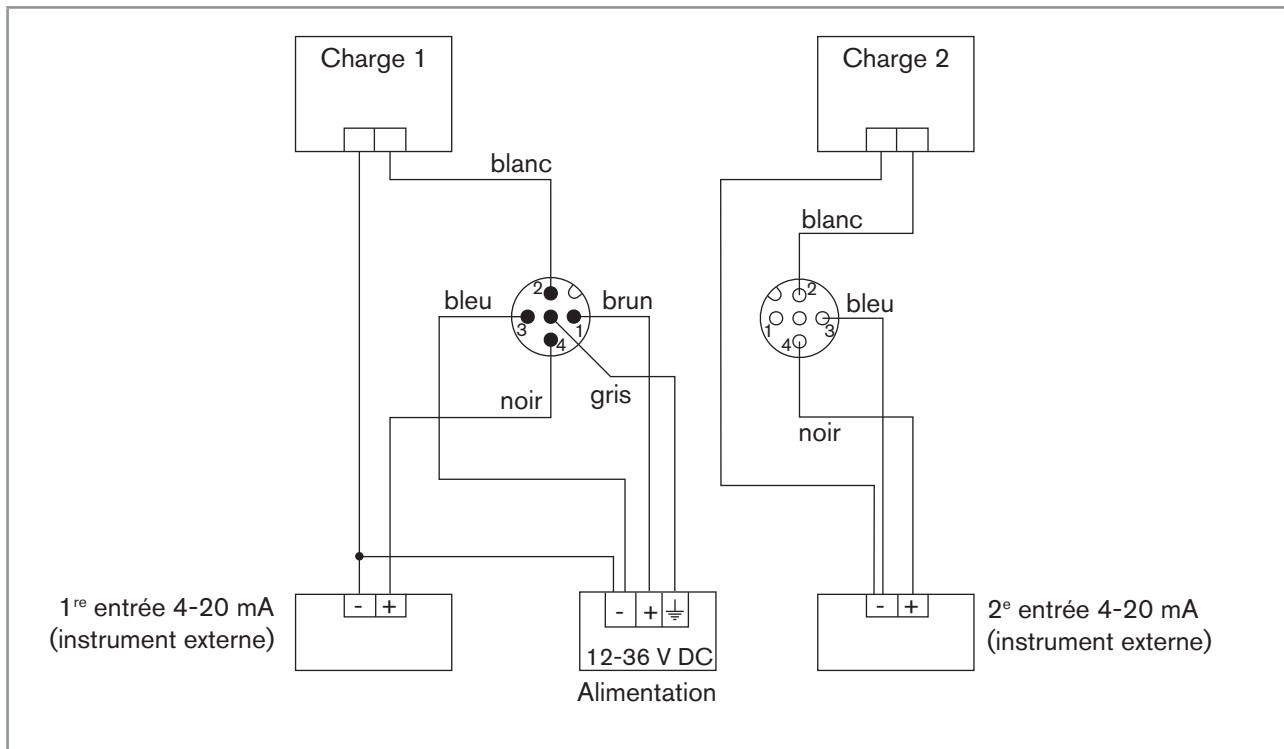 Charge 1
Charge 2
blanc
blanc
2
bleu
brun
3
1
4
2
bleu
1
3
4
noir
gris
noir
1re entrée 4-20 mA
(instrument externe)
- +
- +
12-36 V DC
Alimentation
- +
2e entrée 4-20 mA
(instrument externe)